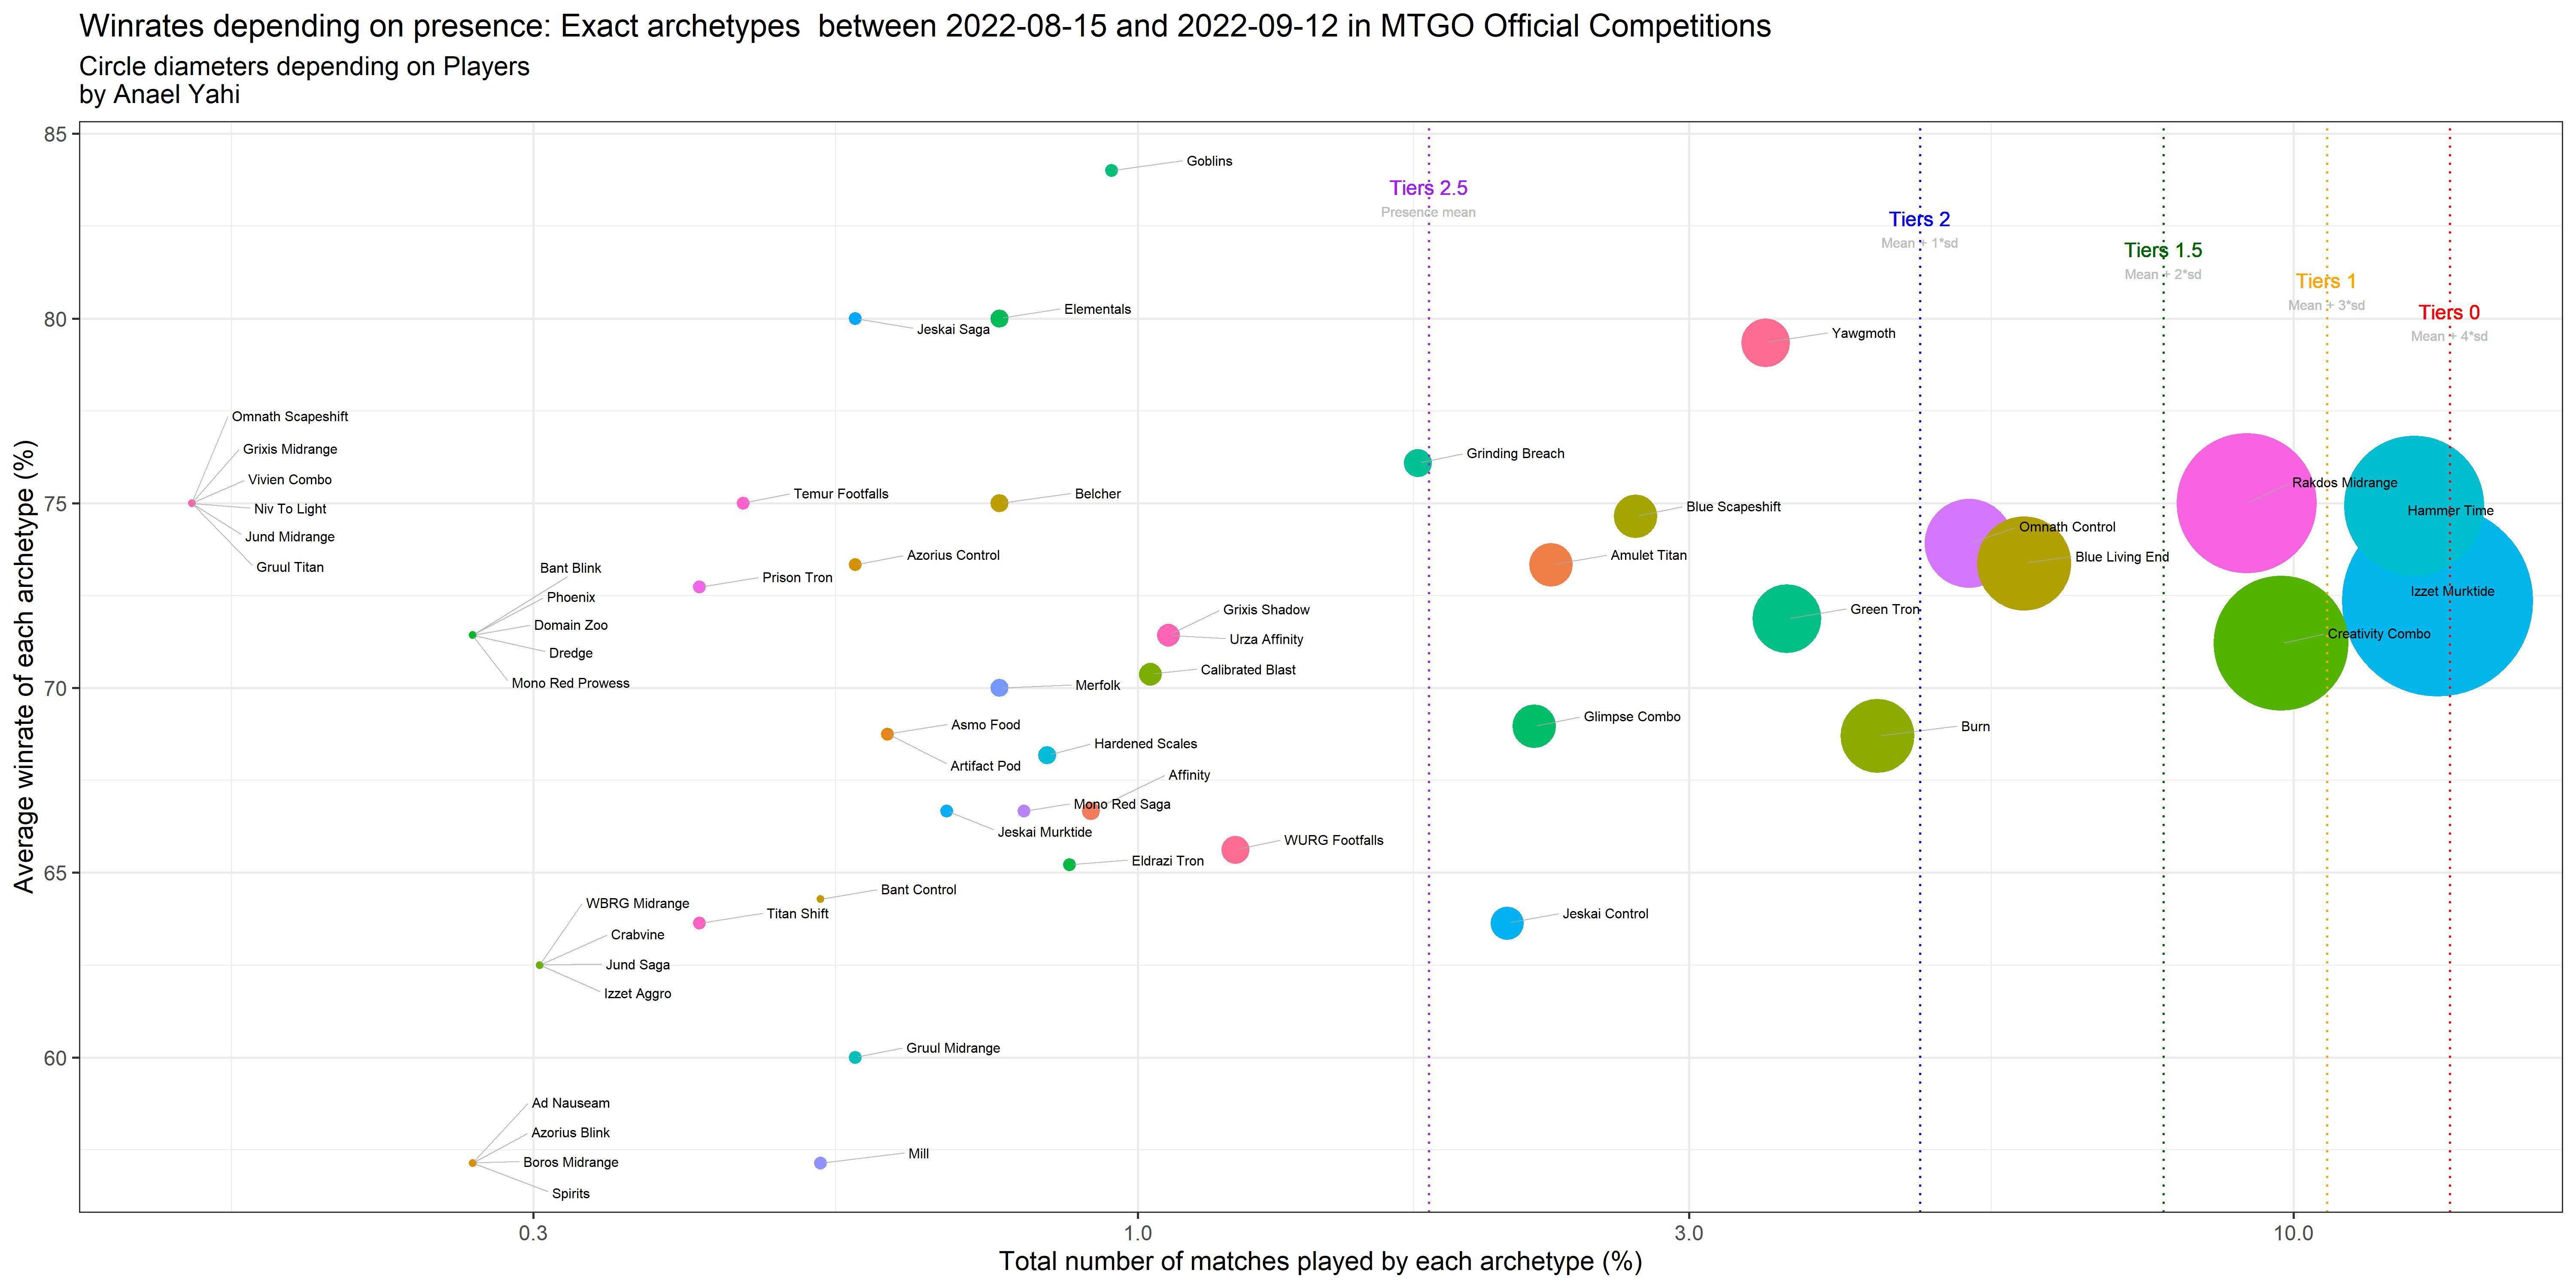 Winrates depending on presence: Exact archetypes  between 2022-08-15 and 2022-09-12 in MTGO Official Competitions
Circle diameters depending on Players
by Anael Yahi
85
80
75
70
65
60
Average winrate of each archetype (%)
Goblins
Tiers 2.5
Presence mean
Tiers 2
Mean + 1*sd
Tiers 1.5
Mean + 2*sd
Tiers 1
Mean + 3*sd
Tiers 0
Mean + 4*sd
Elementals
Jeskai Saga
Yawgmoth
Omnath Scapeshift
Grixis Midrange
Vivien Combo
Niv To Light
Jund Midrange
Gruul Titan
Grinding Breach
Temur Footfalls
Belcher
Blue Scapeshift
Rakdos Midrange
Hammer Time
Omnath Control
Blue Living End
Azorius Control
Amulet Titan
Prison Tron
Bant Blink
Phoenix
Domain Zoo
Dredge
Mono Red Prowess
Grixis Shadow
Urza Affinity
Green Tron
Izzet Murktide
Creativity Combo
Calibrated Blast
Merfolk
Asmo Food
Artifact Pod
Hardened Scales
Glimpse Combo
Burn
Affinity
Mono Red Saga
Jeskai Murktide
WURG Footfalls
Eldrazi Tron
Bant Control
Titan Shift
Jeskai Control
WBRG Midrange
Crabvine
Jund Saga
Izzet Aggro
Gruul Midrange
Ad Nauseam
Azorius Blink
Boros Midrange
Spirits
Mill
0.3
1.0
3.0
10.0
Total number of matches played by each archetype (%)